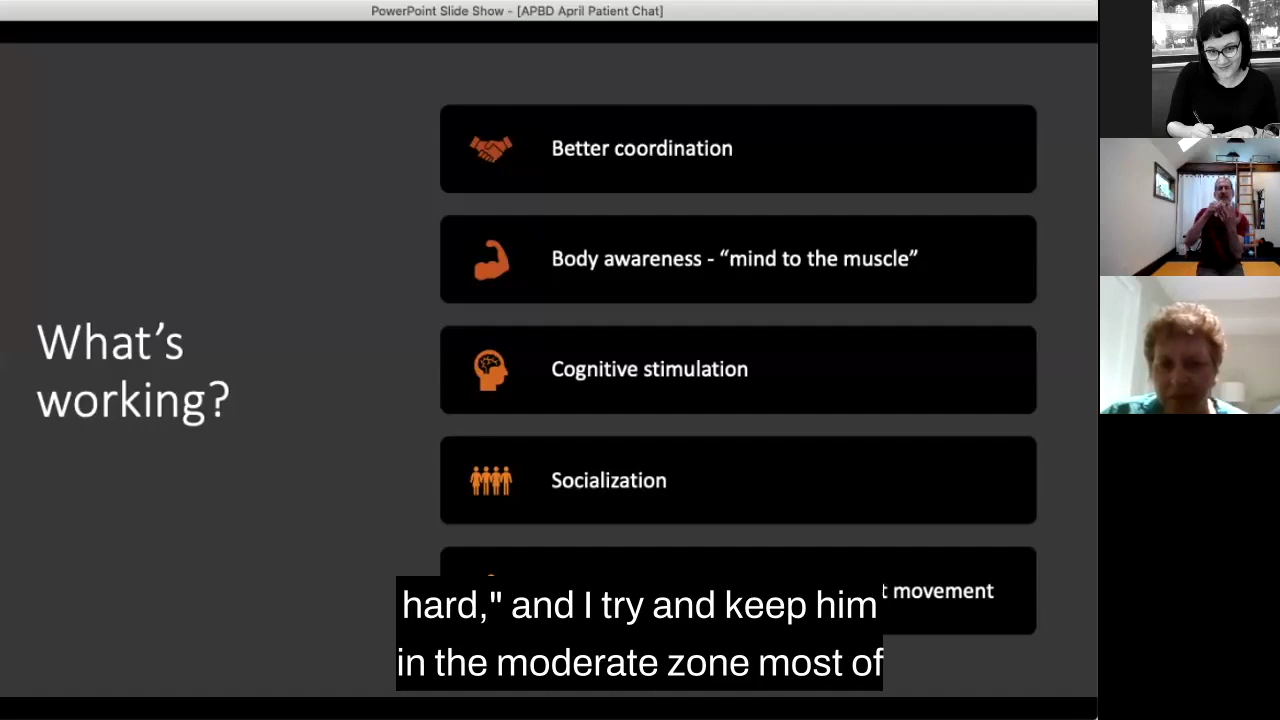 PowerPoint Slide Show - [APBD April Patient Chat]
What's
working?
Better coordination
Body awareness - “mind to the muscle”
Cognitive stimulation
Socialization
movement
hard," and I try and keep him
in the moderate zone most of